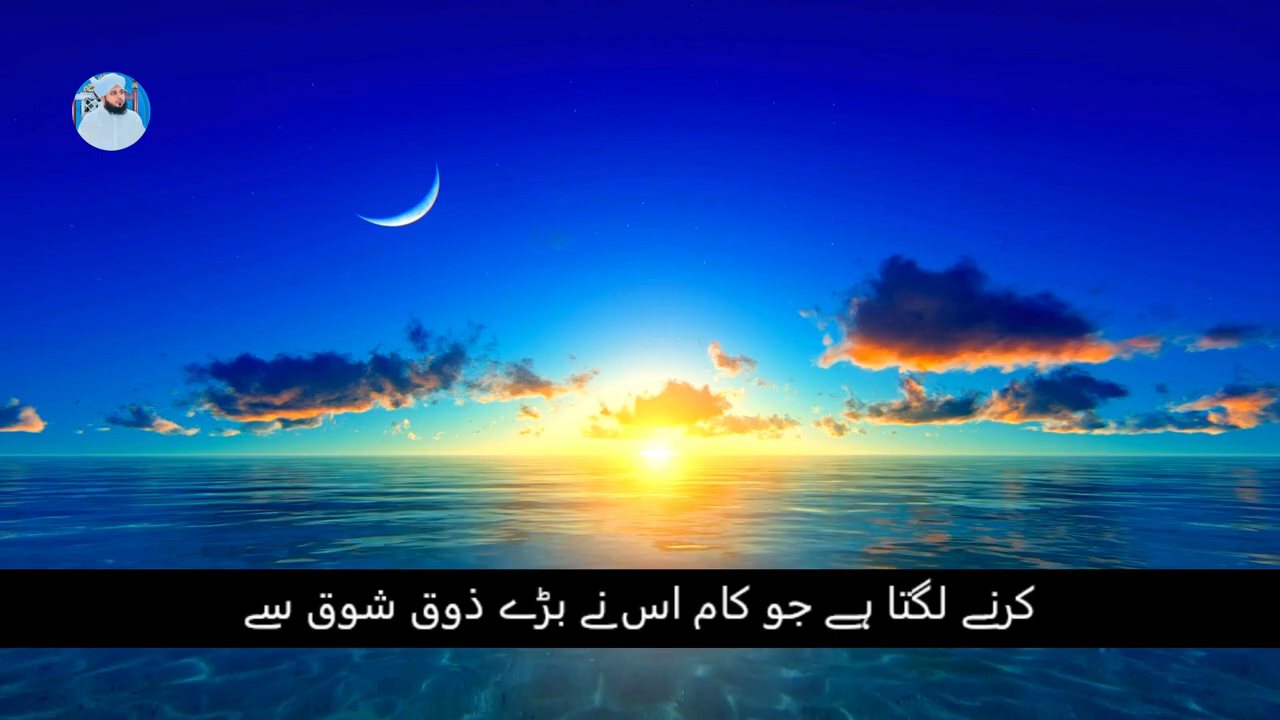 کرنے لگتا ہے جو کام اس نے بڑے ذوق شوق سے